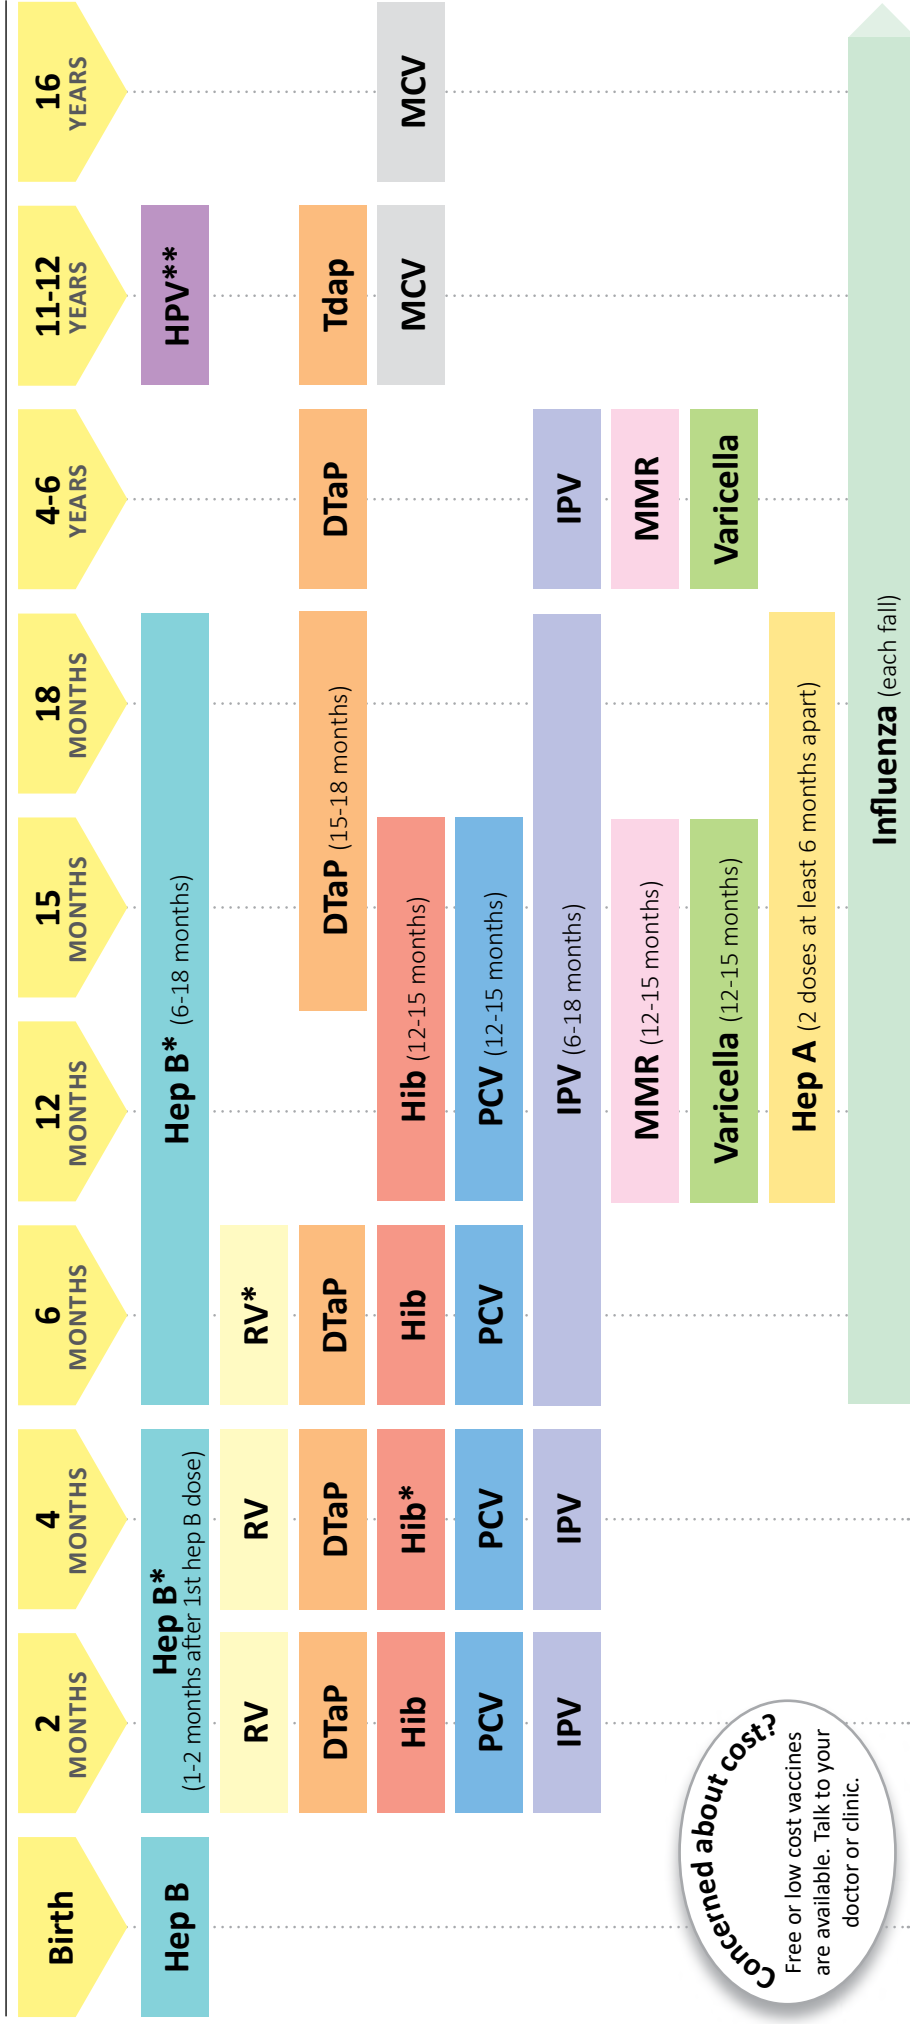 Birth
2
MONTHS
4
MONTHS
6
MONTHS
12
MONTHS
15
MONTHS
18
MONTHS
4-6
YEARS
11-12
YEARS
16
YEARS
Hep B
Hep B*
(1-2 months after 1st hep B dose)
Hep B* (6-18 months)
HPV**
RV
RV
RV*
DTaP
DTaP
DTaP
DTaP (15-18 months)
DTaP
Tdap
Hib
Hib*
Hib
Hib (12-15 months)
MCV
MCV
PCV
PCV
PCV
PCV (12-15 months)
IPV
IPV
IPV (6-18 months)
IPV
MMR (12-15 months)
MMR
Varicella (12-15 months)
Varicella
Hep A (2 doses at least 6 months apart)
Influenza (each fall)
Concerned about cost?
Free or low cost vaccines
are available. Talk to your
doctor or clinic.